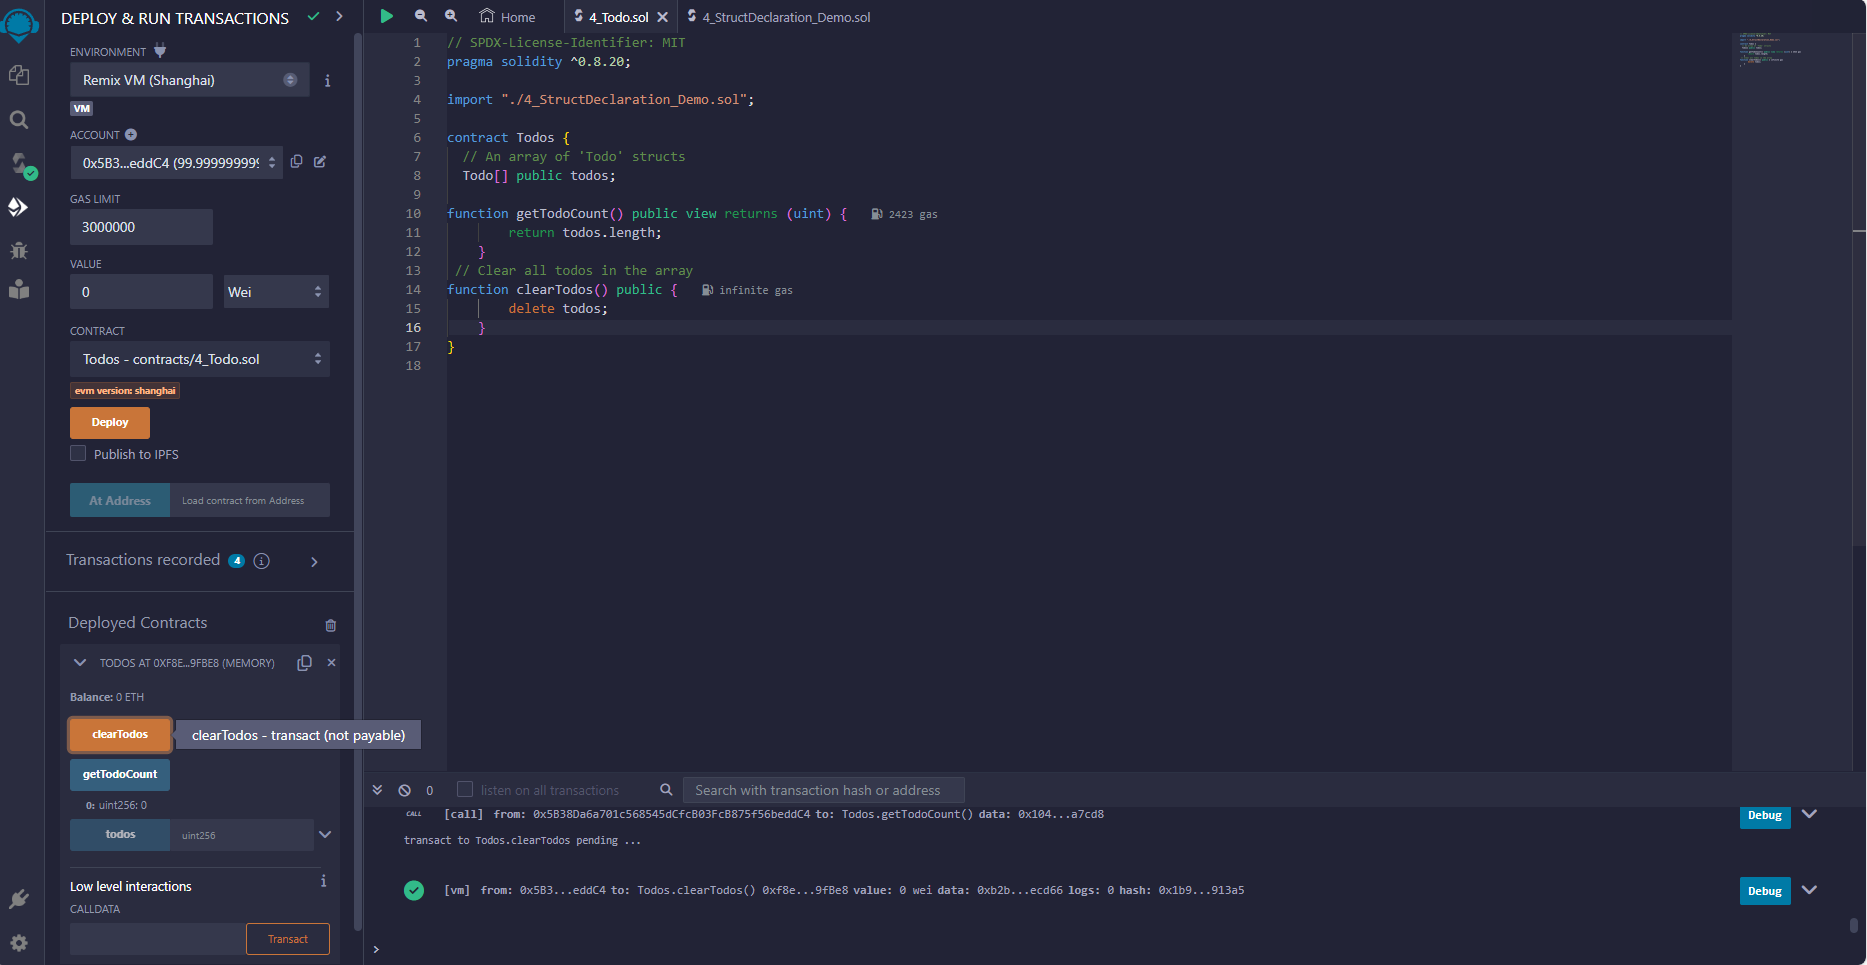 DEPLOY & RUN TRANSACTIONS
ENVIRONMENT
Remix VM (Shanghai)
VM
ACCOUNT
0x5B3...eddC4 (99.999999999
GAS LIMIT
3000000
VALUE
0
Wei
CONTRACT
Todos - contracts/4_Todo.sol
evm version: shanghai
Deploy
Publish to IPFS
At Address
Load contract from Address
Transactions recorded 4
Deployed Contracts
TODOS AT 0XF8E...9FBE8 (MEMORY)
Balance: 0 ETH
clearTodos
clearTodos - transact (not payable)
getTodoCount
0: uint256: 0
todos
uint256
Low level interactions
CALLDATA
Transact
Home
4_Todo.sol
4_StructDeclaration_Demo.sol
1 // SPDX-License-Identifier: MIT
2 pragma solidity ^0.8.20;
3
4 import "./4_StructDeclaration_Demo.sol";
5
6 contract Todos {
7 // An array of 'Todo' structs
8 Todo[] public todos;
9
10 function getTodoCount() public view returns (uint) { 2423 gas
11 return todos.length;
12 }
13 // Clear all todos in the array
14 function clearTodos() public { infinite gas
15 delete todos;
16 }
17 }
18
0
listen on all transactions
Search with transaction hash or address
CALL [call] from: 0x5B38Da6a701c568545dCfcB03FcB875f56beddC4 to: Todos.getTodoCount() data: 0x104...a7cd8
Debug
transact to Todos.clearTodos pending ...
[vm] from: 0x5B3...eddC4 to: Todos.clearTodos() 0xf8e...9fBe8 value: 0 wei data: 0xb2b...ecd66 logs: 0 hash: 0x1b9...913a5
Debug
>